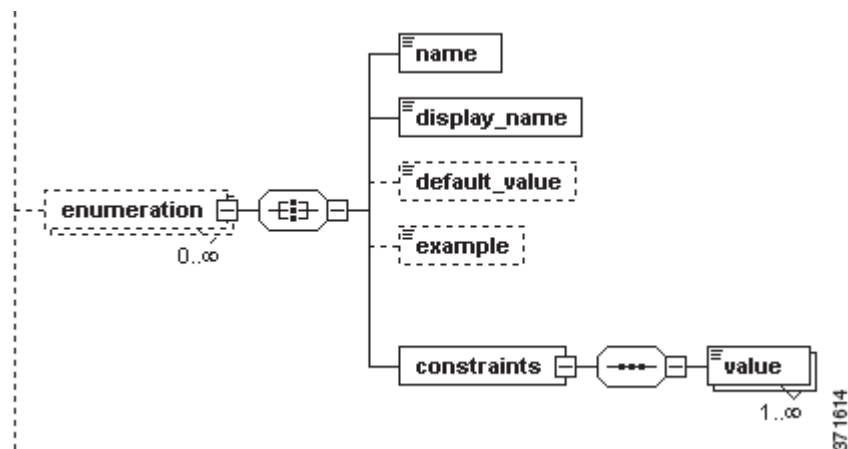 name
display_name
default_value
enumeration
0..∞
example
constraints
value
1..∞
371614